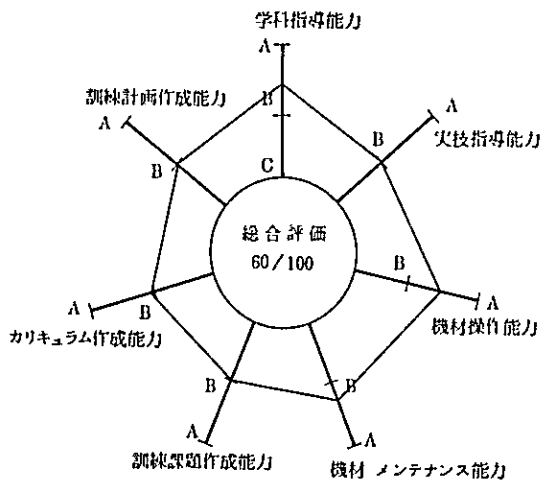 学科指導能力
A
B
C
訓練計画作成能力
A
B
A
B
実技指導能力
総合評価
60/100
B
A
機材操作能力
A
B
カリキュラム作成能力
B
A
訓練課題作成能力
B
A
機材 メンテナンス能力